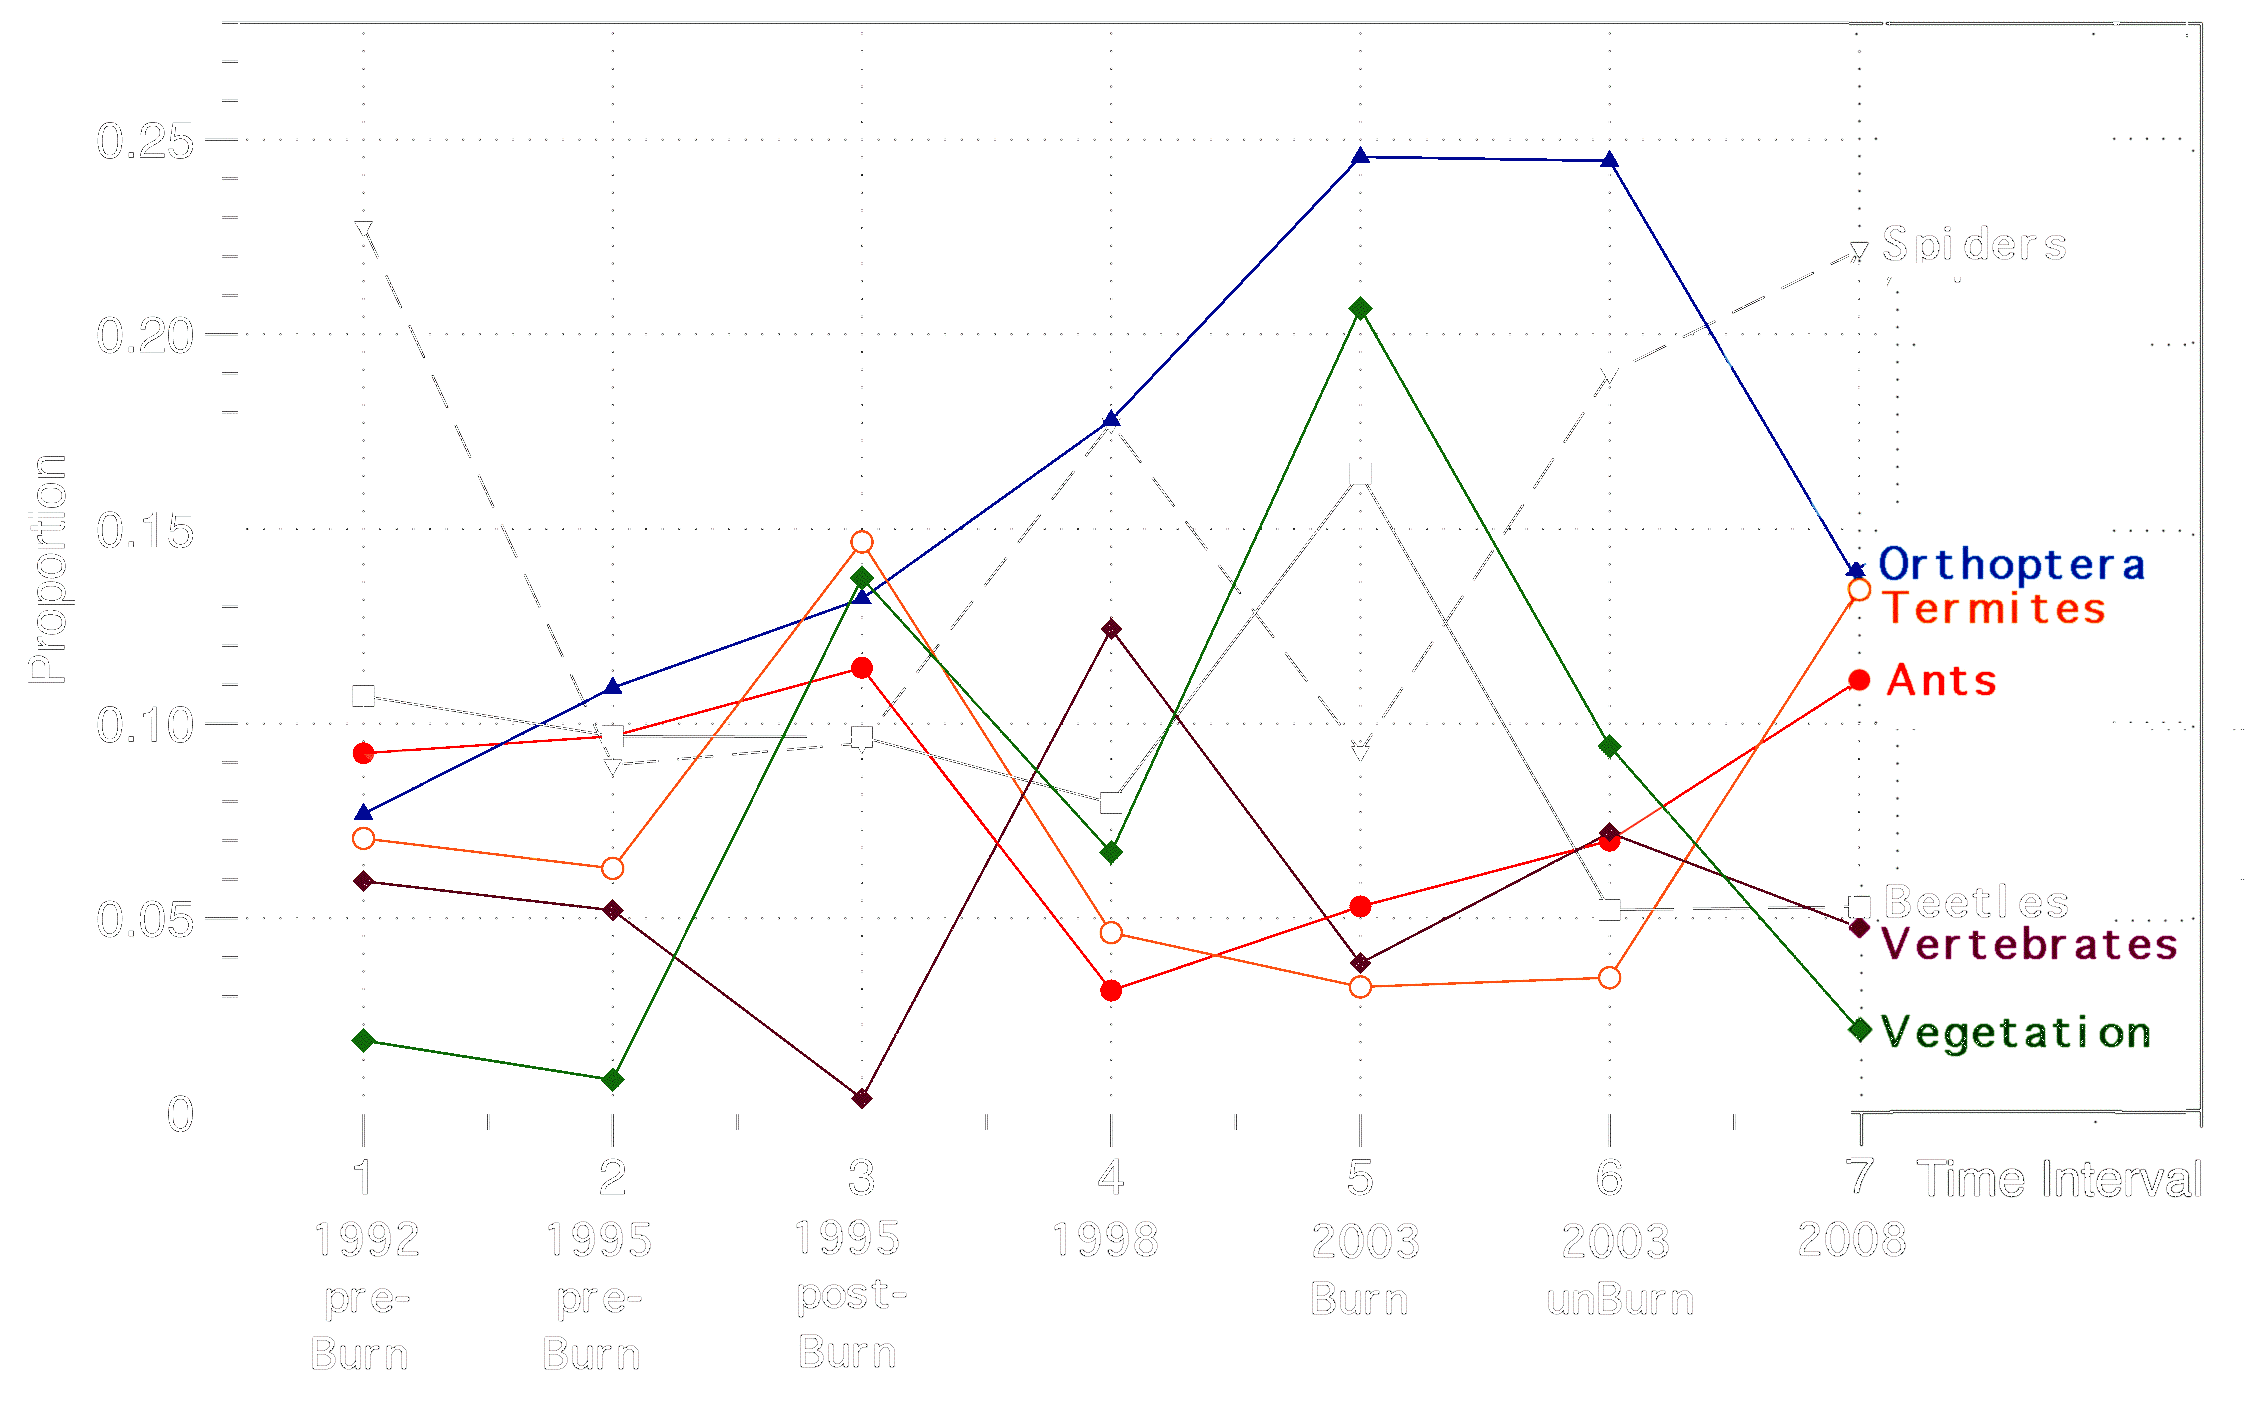 0.25
Spiders
0.20
Proportion
0.15
Orthoptera
Termites
Ants
0.10
Beetles
0.05
Vertebrates
Vegetation
0
1 2 3 4 5 6 7 Time Interval
1992 1995 1995 1998 2003 2003 2008
pre- pre- post- Burn unBurn
Burn Burn Burn